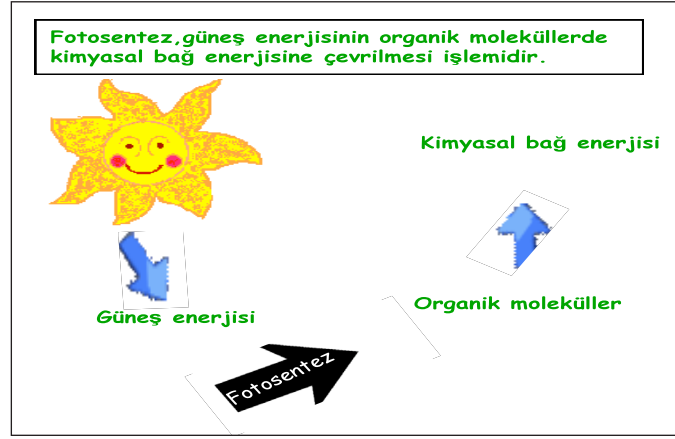 Fotosentez,güneş enerjisinin organik moleküllerde
kimyasal bağ enerjisine çevrilmesi işlemidir.
Kimyasal bağ enerjisi
Güneş enerjisi
Organik moleküller
Fotosentez